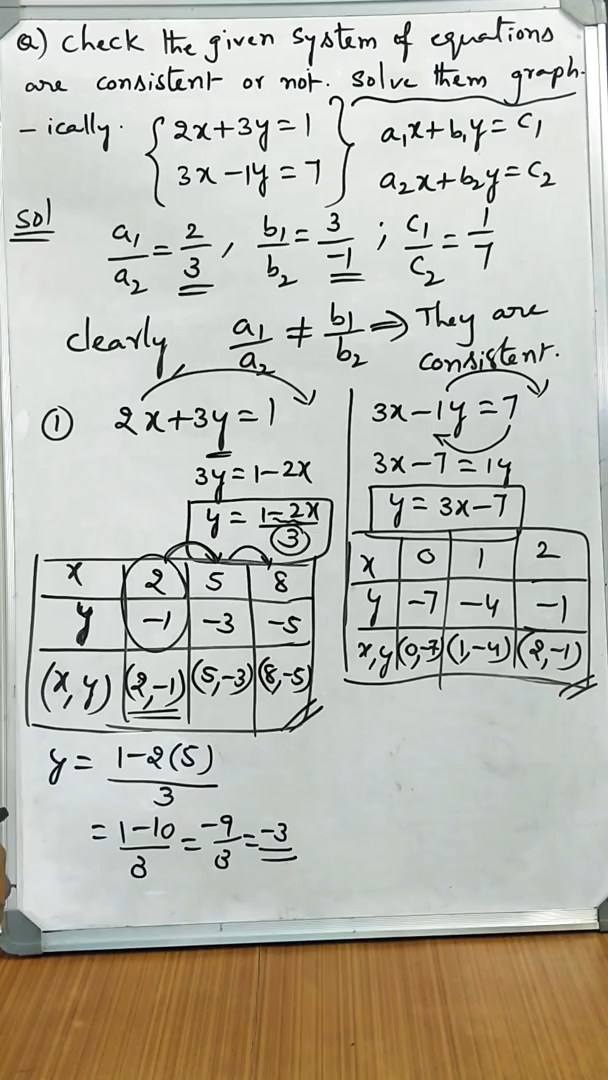 Q) Check the given system of equations
are consistent or not. Solve them graph-
-ically. { 2x+3y=1 } a₁x+b₁y=c₁
3x-1y=7 a₂x+b₂y=c₂
Sol
a₁/a₂ = 2/3, b₁/b₂ = 3/-1 ; c₁/c₂ = 1/7
clearly, a₁/a₂ ≠ b₁/b₂ ⇒ They are
consistent.
① 2x+3y=1
3y=1-2x
y = 1-2x/3
x 2 5 8
y -1 -3 -5
(x,y) (2,-1) (5,-3) (8,-5)
y = 1-2(5)/3
= 1-10/3 = -9/3 = -3
3x-1y=7
3x-7=1y
y=3x-7
x 0 1 2
y -7 -4 -1
x,y (0,-7) (1,-4) (2,-1)